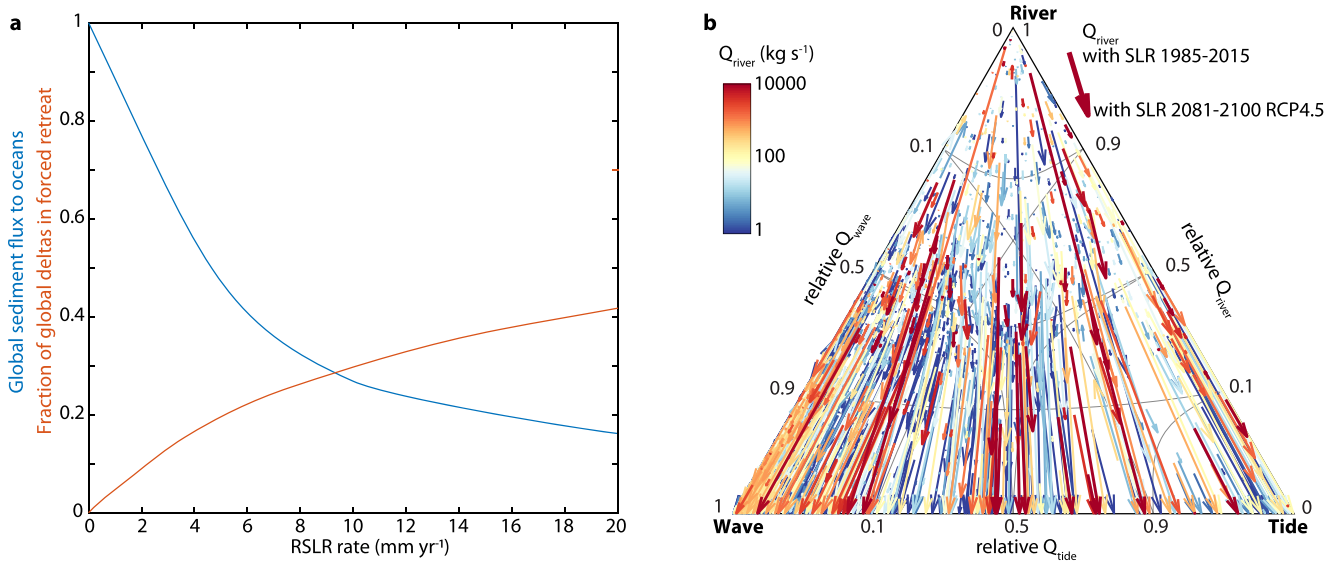 a
Global sediment flux to oceans
Fraction of global deltas in forced retreat
1
0.8
0.6
0.4
0.2
0
0 2 4 6 8 10 12 14 16 18 20
RSLR rate (mm yr⁻¹)
b
River
0 1
Q_river (kg s⁻¹)
10000
100
1
Q_river
with SLR 1985-2015
with SLR 2081-2100 RCP4.5
0.1 0.9
relative Q_wave
relative Q_river
0.5 0.5
0.9 0.1
1 0
Wave 0.1 0.5 0.9 Tide
relative Q_tide